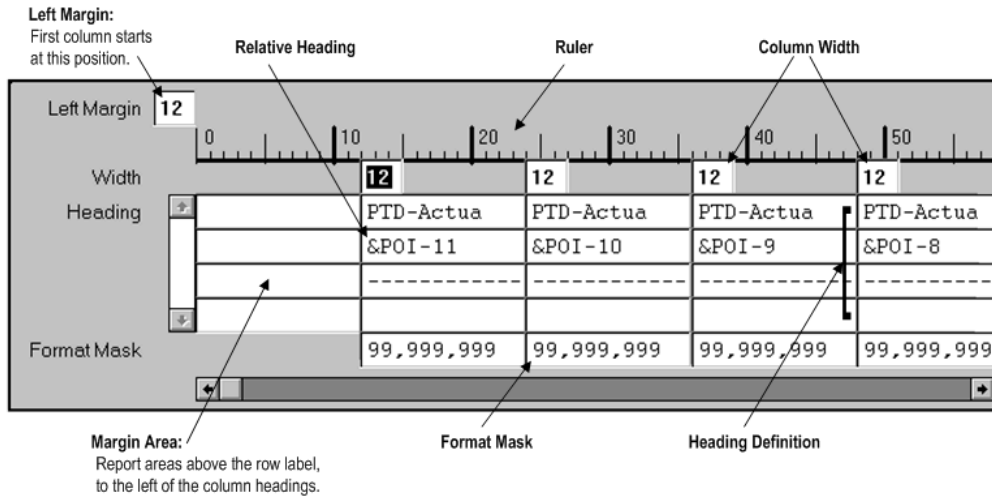 Left Margin:
First column starts
at this position.
Relative Heading
Ruler
Column Width
Left Margin 12
0 10 20 30 40 50
Width 12 12 12 12
Heading PTD-Actua PTD-Actua PTD-Actua PTD-Actua
&POI-11 &POI-10 &POI-9 &POI-8
------------ ------------ ------------ ----------
Format Mask 99,999,999 99,999,999 99,999,999 99,999,999
Margin Area:
Report areas above the row label,
to the left of the column headings.
Format Mask
Heading Definition